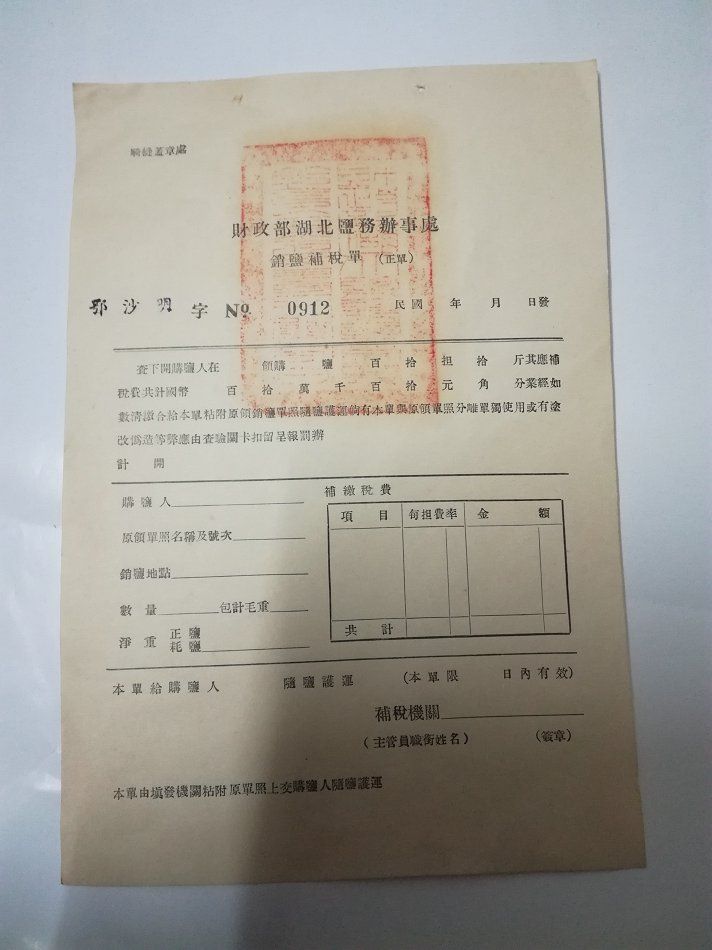 騎縫蓋章處
財政部湖北鹽務辦事處
銷鹽補稅單 (正單)
鄂沙 字 No. 0912 民國 年 月 日發
查下開購鹽人在 領購 鹽 百 拾 担 拾 斤其應補
稅費共計國幣 百 拾 萬 千 百 拾 元 角 分業經如
數清繳合給本單粘附原領銷鹽單照隨鹽護運倘有本單與原領單照分離單獨使用或有塗
改僞造等弊應由查驗關卡扣留呈報罰辦
計 開
購鹽人
原領單照名稱及號次
銷鹽地點
數量 包計毛重
淨重 正鹽
耗鹽
補繳稅費
項目 每担費率 金額
共計
本單給購鹽人 隨鹽護運 (本單限 日內有效)
補稅機關
(主管員職銜姓名) (簽章)
本單由塡發機關粘附原單照上交購鹽人隨鹽護運